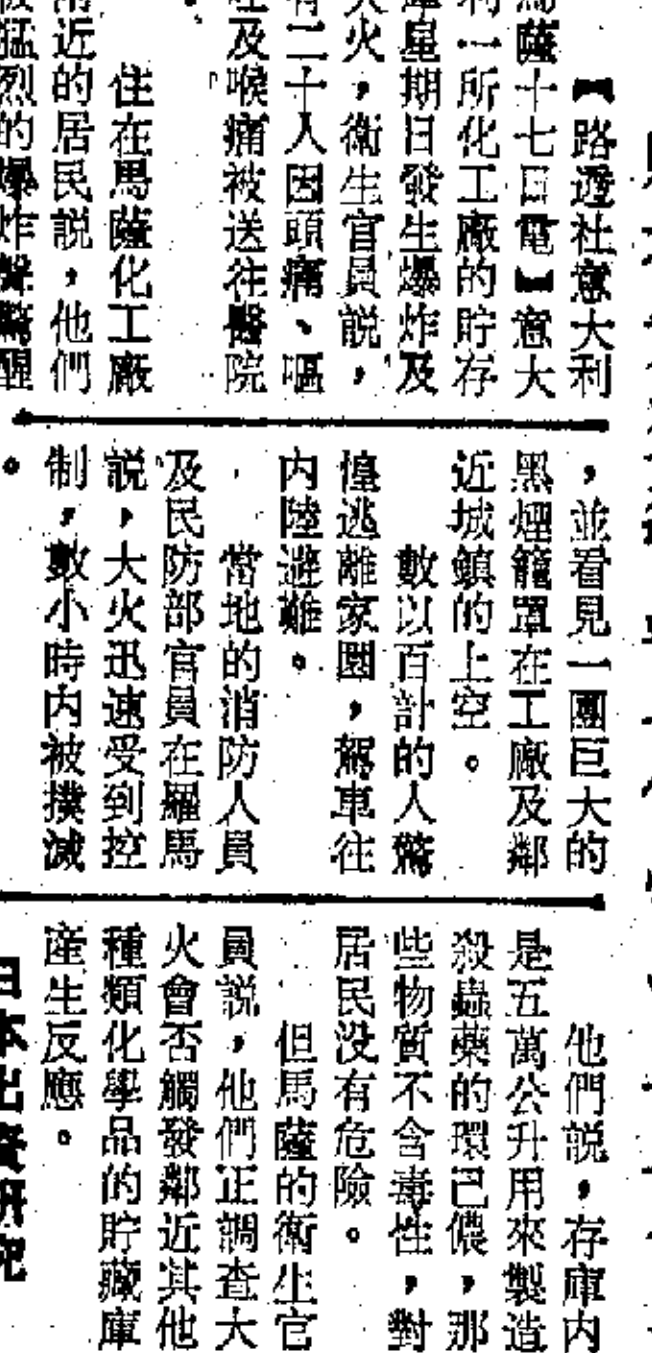 【路透社意大利
馬薩十七日電】意大
利一所化工廠的貯存
庫星期日發生爆炸及
大火，衛生官員說，
有二十人因頭痛、嘔
吐及喉痛被送往醫院
。
住在馬薩化工廠
附近的居民說，他們
被猛烈的爆炸聲驚醒
，並看見一團巨大的
黑煙籠罩在工廠及鄰
近城鎮的上空。
數以百計的人驚
惶逃離家園，駕車往
內陸避難。
當地的消防人員
及民防部官員在羅馬
說，大火迅速受到控
制，數小時內被撲滅
。
他們說，存庫內
是五萬公升用來製造
殺蟲藥的環已儂，那
些物質不含毒性，對
居民没有危險。
但馬薩的衛生官
員說，他們正調查大
火會否觸發鄰近其他
種類化學品的貯藏庫
產生反應。
日本出資研究